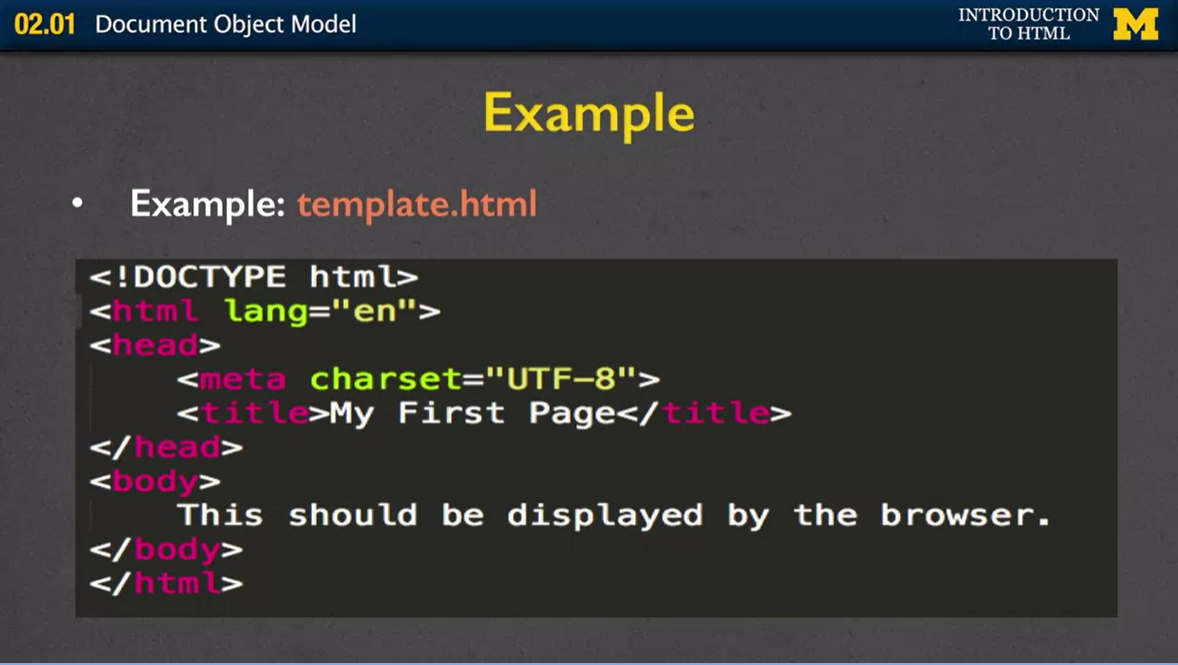 02.01 Document Object Model
INTRODUCTION
TO HTML
M
Example
• Example: template.html
<!DOCTYPE html>
<html lang="en">
<head>
    <meta charset="UTF-8">
    <title>My First Page</title>
</head>
<body>
    This should be displayed by the browser.
</body>
</html>